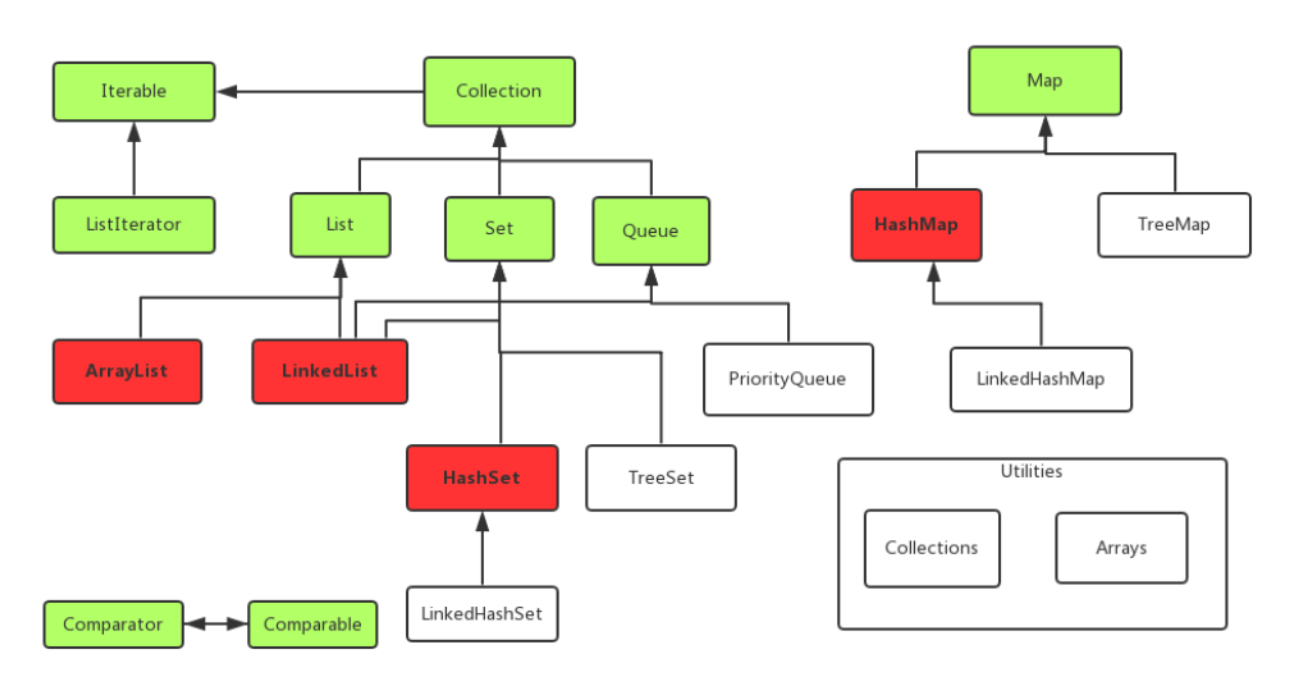 Iterable
Collection
Map
ListIterator
List
Set
Queue
HashMap
TreeMap
ArrayList
LinkedList
PriorityQueue
LinkedHashMap
HashSet
TreeSet
Utilities
Collections
Arrays
Comparator
Comparable
LinkedHashSet